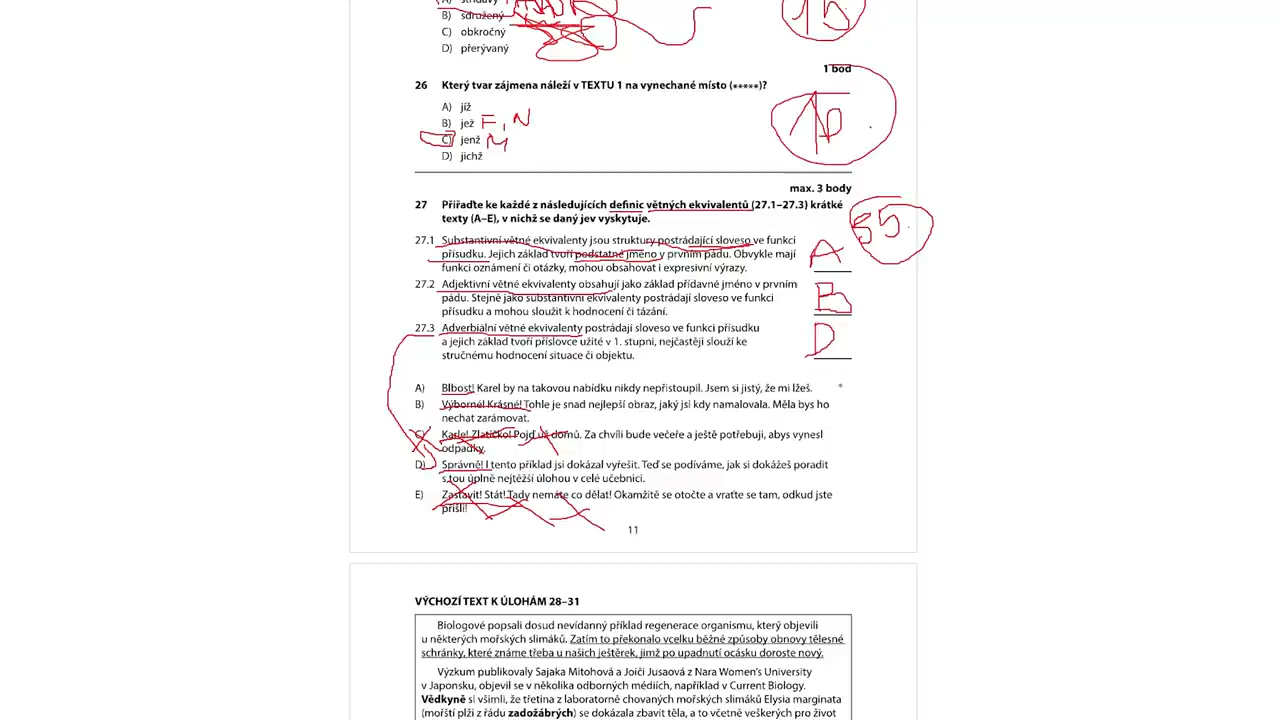 A) střídavý
B) sdružený
C) obkročný
D) přerývaný
1 bod
26 Který tvar zájmena náleží v TEXTU 1 na vynechané místo (*****)?
A) jíž
B) jež F, N
C) jenž M
D) jichž
max. 3 body
27 Přiřaďte ke každé z následujících definic větných ekvivalentů (27.1–27.3) krátké
texty (A–E), v nichž se daný jev vyskytuje.
27.1 Substantivní větné ekvivalenty jsou struktury postrádající sloveso ve funkci
přísudku. Jejich základ tvoří podstatné jméno v prvním pádu. Obvykle mají
funkci oznámení či otázky, mohou obsahovat i expresivní výrazy.
A
27.2 Adjektivní větné ekvivalenty obsahují jako základ přídavné jméno v prvním
pádu. Stejně jako substantivní ekvivalenty postrádají sloveso ve funkci
přísudku a mohou sloužit k hodnocení či tázání.
B
27.3 Adverbiální větné ekvivalenty postrádají sloveso ve funkci přísudku
a jejich základ tvoří příslovce užité v 1. stupni, nejčastěji slouží ke
stručnému hodnocení situace či objektu.
D
A) Blbost! Karel by na takovou nabídku nikdy nepřistoupil. Jsem si jistý, že mi lžeš.
B) Výborné! Krásné! Tohle je snad nejlepší obraz, jaký jsi kdy namalovala. Měla bys ho
nechat zarámovat.
C) Karle! Zlatíčko! Pojď už domů. Za chvíli bude večeře a ještě potřebuji, abys vynesl
odpadky.
D) Správně! I tento příklad jsi dokázal vyřešit. Teď se podíváme, jak si dokážeš poradit
s tou úplně nejtěžší úlohou v celé učebnici.
E) Zastavit! Stát! Tady nemáte co dělat! Okamžitě se otočte a vraťte se tam, odkud jste
přišli!
11
VÝCHOZÍ TEXT K ÚLOHÁM 28–31
Biologové popsali dosud nevídaný příklad regenerace organismu, který objevili
u některých mořských slimáků. Zatím to překonalo vcelku běžné způsoby obnovy tělesné
schránky, které známe třeba u našich ještěrek, jimž po upadnutí ocásku doroste nový.
Výzkum publikovaly Sajaka Mitohová a Joiči Jusaová z Nara Women's University
v Japonsku, objevil se v několika odborných médiích, například v Current Biology.
Vědkyně si všimli, že třetina z laboratorně chovaných mořských slimáků Elysia marginata
(mořští plži z řádu zadožábrých) se dokázala zbavit těla, a to včetně veškerých pro život